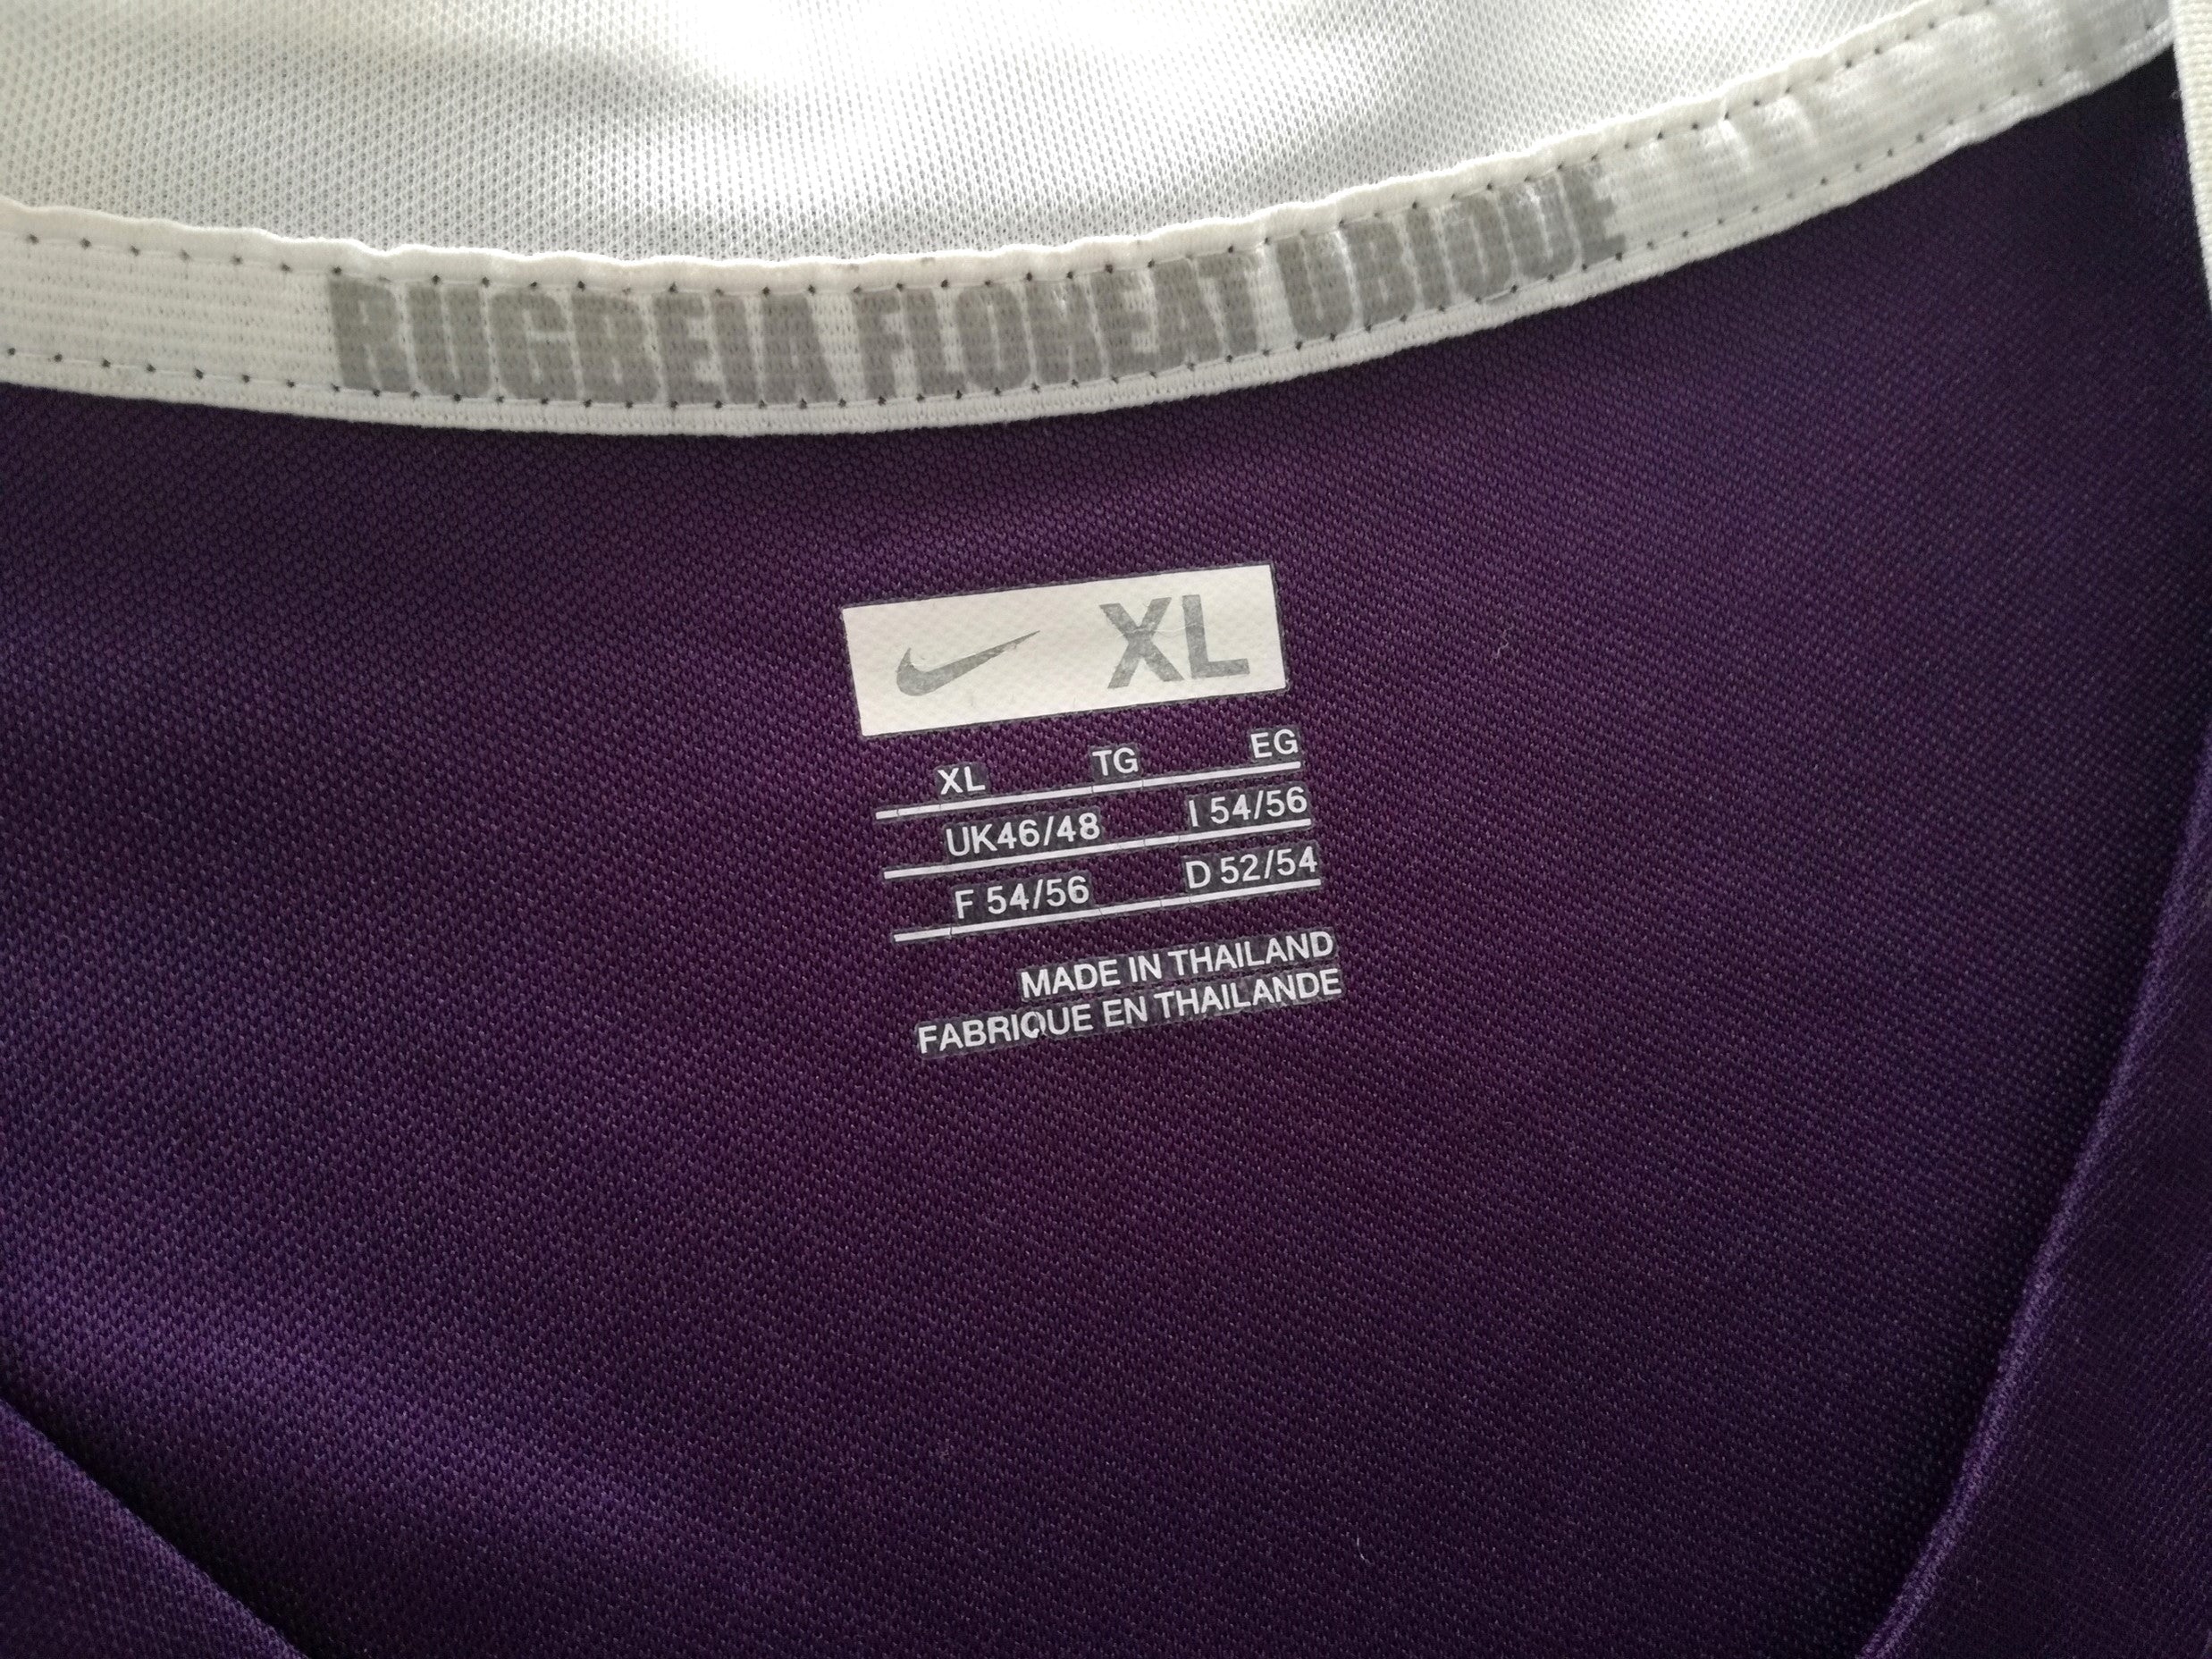 RUGBEIA FLOREAT UBIQUE
XL
XL TG EG
UK46/48 I 54/56
F 54/56 D 52/54
MADE IN THAILAND
FABRIQUE EN THAILANDE